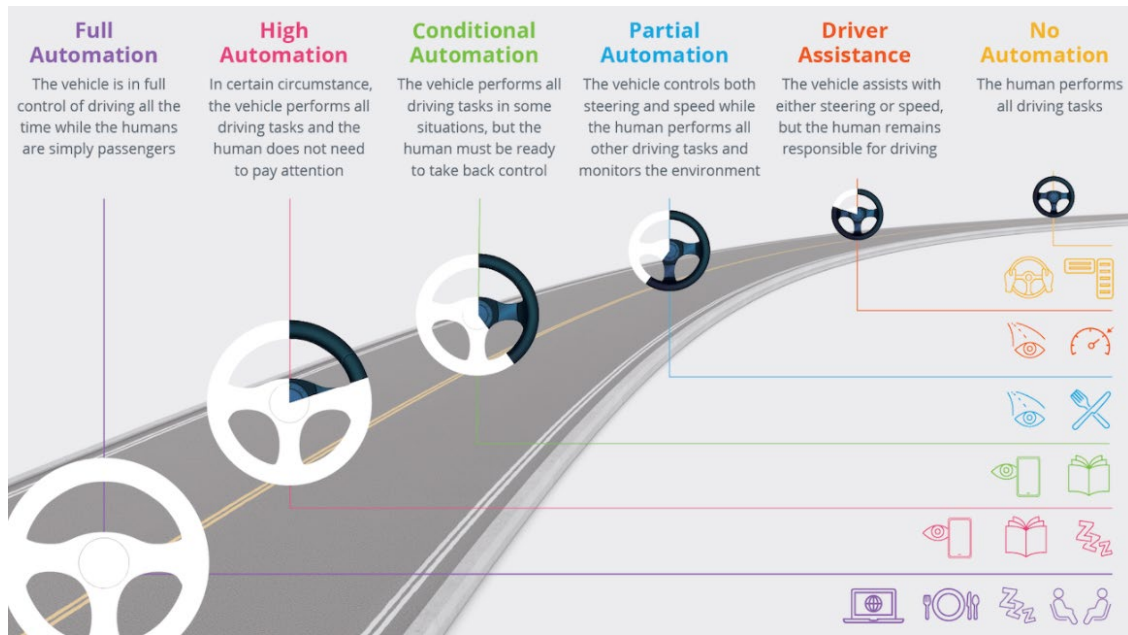 Full
Automation
The vehicle is in full
control of driving all the
time while the humans
are simply passengers
High
Automation
In certain circumstance,
the vehicle performs all
driving tasks and the
human does not need
to pay attention
Conditional
Automation
The vehicle performs all
driving tasks in some
situations, but the
human must be ready
to take back control
Partial
Automation
The vehicle controls both
steering and speed while
the human performs all
other driving tasks and
monitors the environment
Driver
Assistance
The vehicle assists with
either steering or speed,
but the human remains
responsible for driving
No
Automation
The human performs
all driving tasks
ZZZ
ZZZ